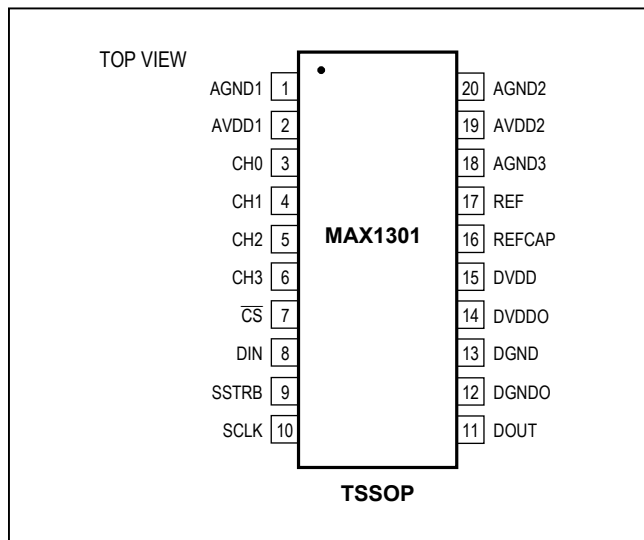 TOP VIEW
AGND1 1 20 AGND2
AVDD1 2 19 AVDD2
CH0 3 18 AGND3
CH1 4 17 REF
CH2 5 MAX1301 16 REFCAP
CH3 6 15 DVDD
C̅S̅ 7 14 DVDDO
DIN 8 13 DGND
SSTRB 9 12 DGNDO
SCLK 10 11 DOUT
TSSOP